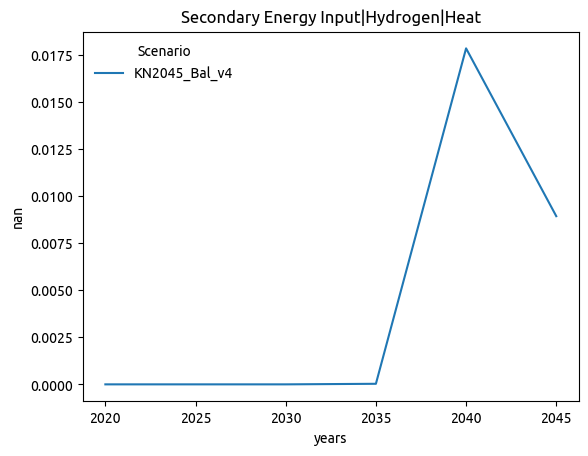 Secondary Energy Input|Hydrogen|Heat
Scenario
KN2045_Bal_v4
0.0175
0.0150
0.0125
0.0100
0.0075
0.0050
0.0025
0.0000
nan
2020 2025 2030 2035 2040 2045
years